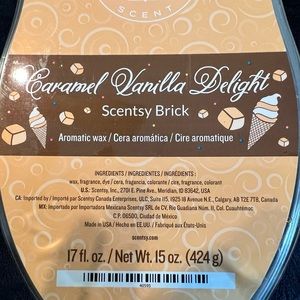 SCENT
Caramel Vanilla Delight
Scentsy Brick
Aromatic wax / Cera aromática / Cire aromatique
INGREDIENTS / INGREDIENTES / INGRÉDIENTS
wax, fragrance, dye / cera, fragancia, colorante / cire, fragrance, colorant
U.S.: Scentsy, Inc., 2701 E. Pine Ave., Meridian, ID 83642, USA
CA: Imported by / Importé par Scentsy Canada Enterprises, ULC, Suite 115, 1925 18 Avenue N.E., Calgary, AB T2E 7T8, Canada
MX: Importado por Importadora Mexicana Scentsy SRL de CV, Río Guadiana Núm. 11, Col. Cuauhtémoc,
C.P. 06500, Ciudad de México
Made in USA / Hecho en EE.UU. / Fabriqué aux États-Unis
scentsy.com
17 fl. oz. / Net Wt. 15 oz. (424 g)
40595